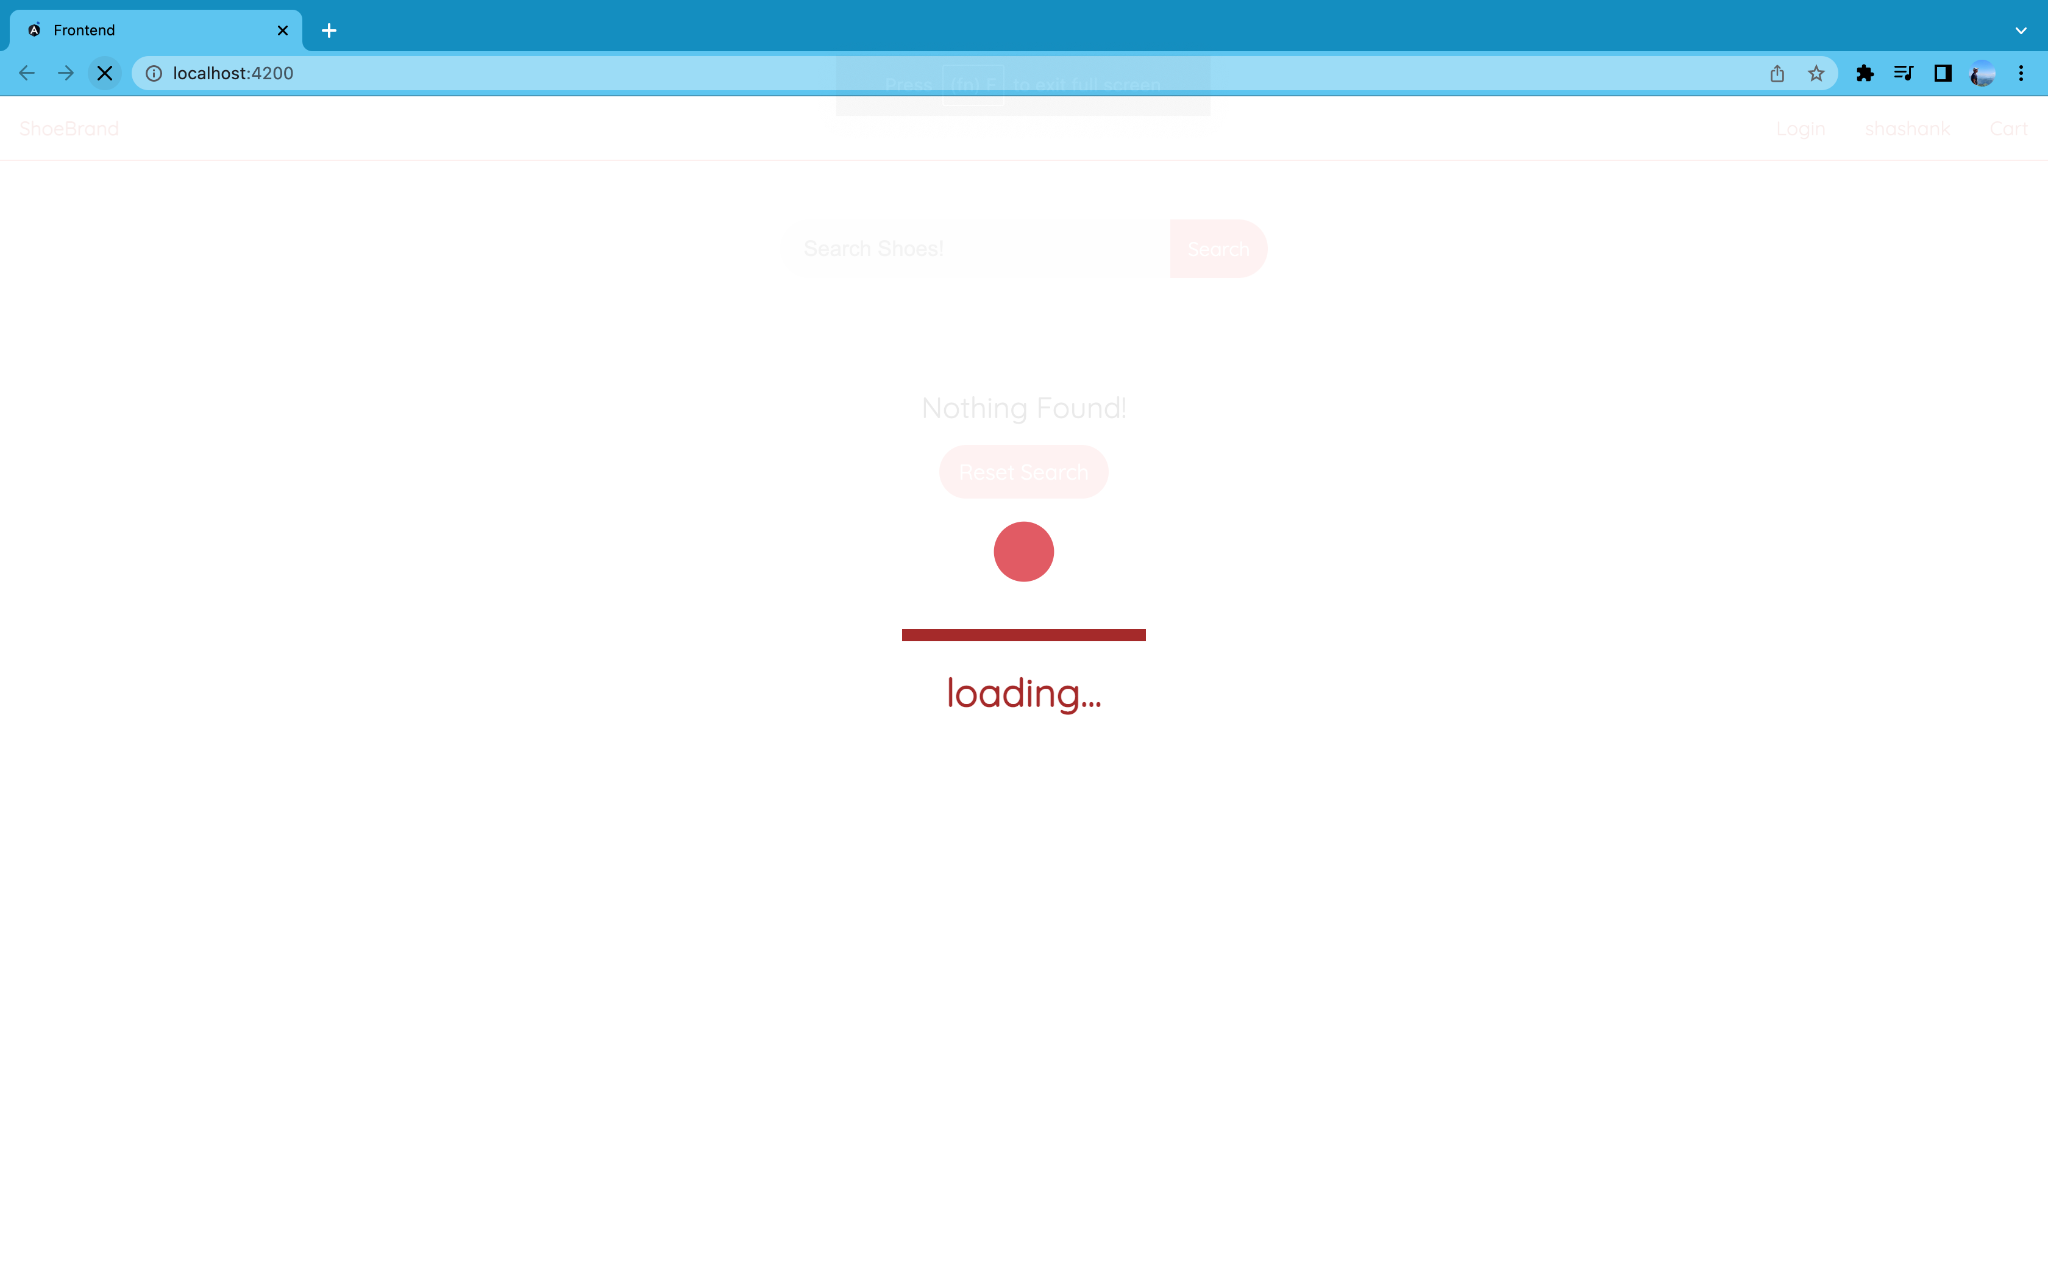 Frontend
localhost:4200
Press (fn) F to exit full screen
ShoeBrand
Login shashank Cart
Search Shoes! Search
Nothing Found!
Reset Search
loading...